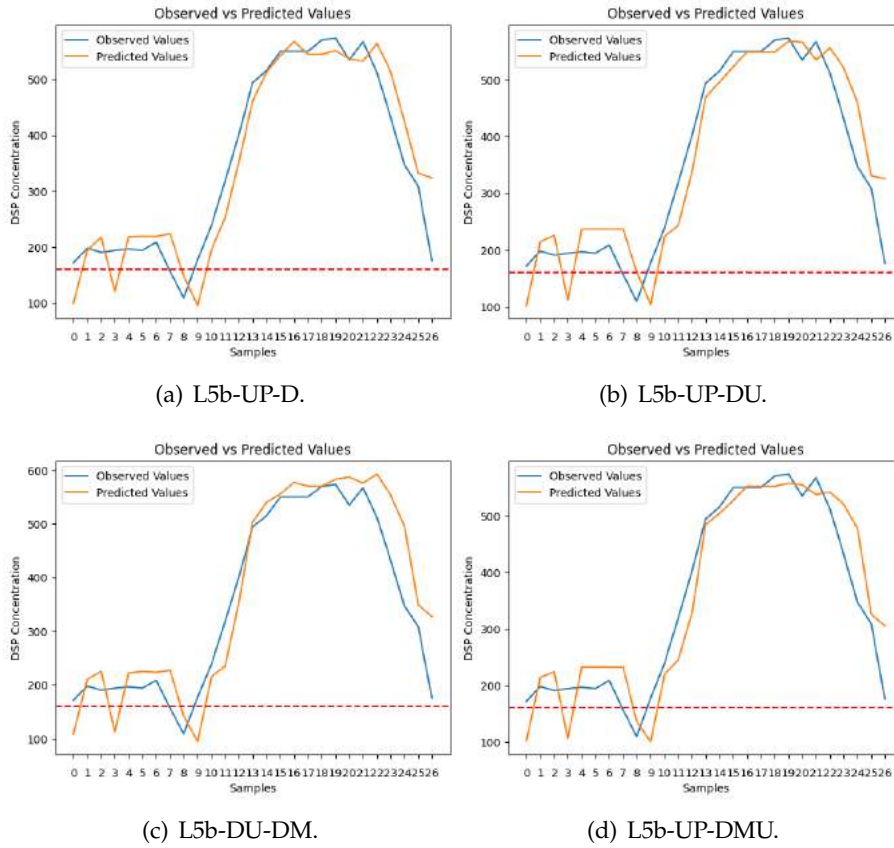 Observed vs Predicted Values
Observed Values
Predicted Values
DSP Concentration
500
400
300
200
100
0 1 2 3 4 5 6 7 8 9 10 11 12 13 14 15 16 17 18 19 20 21 22 23 24 25 26
Samples
(a) L5b-UP-D.
Observed vs Predicted Values
Observed Values
Predicted Values
DSP Concentration
500
400
300
200
100
0 1 2 3 4 5 6 7 8 9 10 11 12 13 14 15 16 17 18 19 20 21 22 23 24 25 26
Samples
(b) L5b-UP-DU.
Observed vs Predicted Values
Observed Values
Predicted Values
DSP Concentration
600
500
400
300
200
100
0 1 2 3 4 5 6 7 8 9 10 11 12 13 14 15 16 17 18 19 20 21 22 23 24 25 26
Samples
(c) L5b-DU-DM.
Observed vs Predicted Values
Observed Values
Predicted Values
DSP Concentration
500
400
300
200
100
0 1 2 3 4 5 6 7 8 9 10 11 12 13 14 15 16 17 18 19 20 21 22 23 24 25 26
Samples
(d) L5b-UP-DMU.